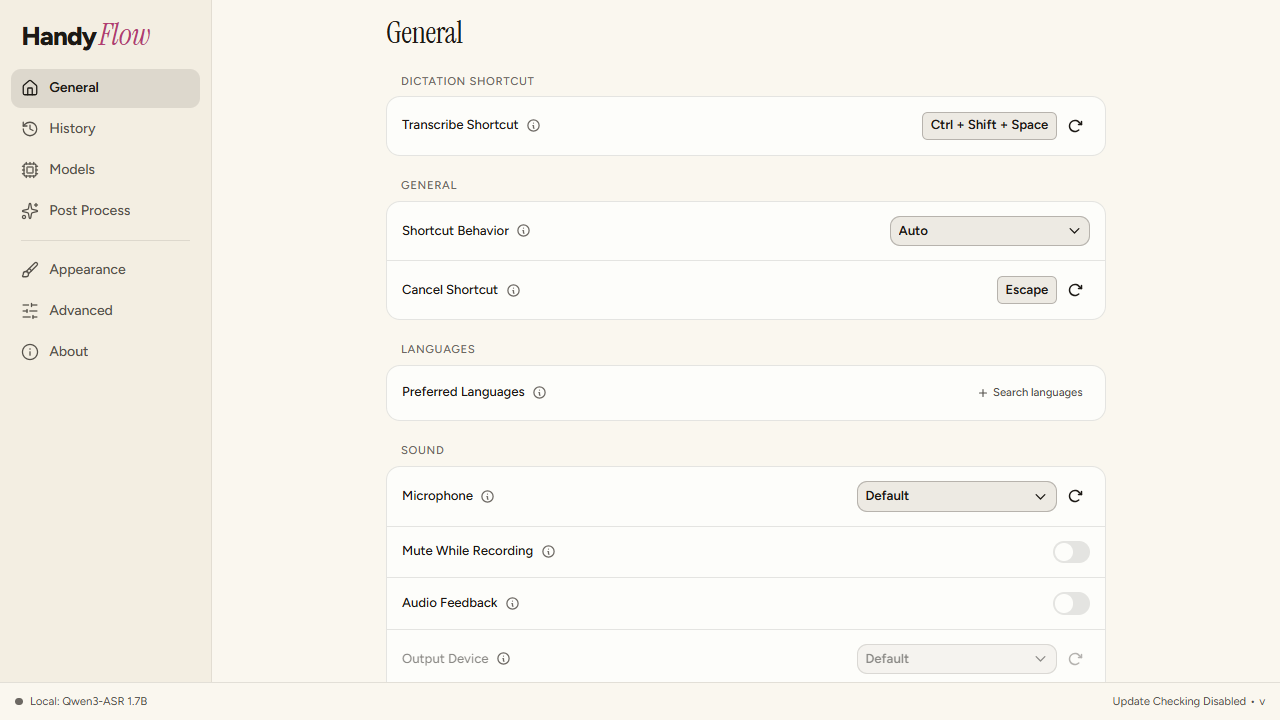 HandyFlow
General
History
Models
Post Process
Appearance
Advanced
About
General
DICTATION SHORTCUT
Transcribe Shortcut
Ctrl + Shift + Space
GENERAL
Shortcut Behavior
Auto
Cancel Shortcut
Escape
LANGUAGES
Preferred Languages
+ Search languages
SOUND
Microphone
Default
Mute While Recording
Audio Feedback
Output Device
Default
Local: Qwen3-ASR 1.7B
Update Checking Disabled • v